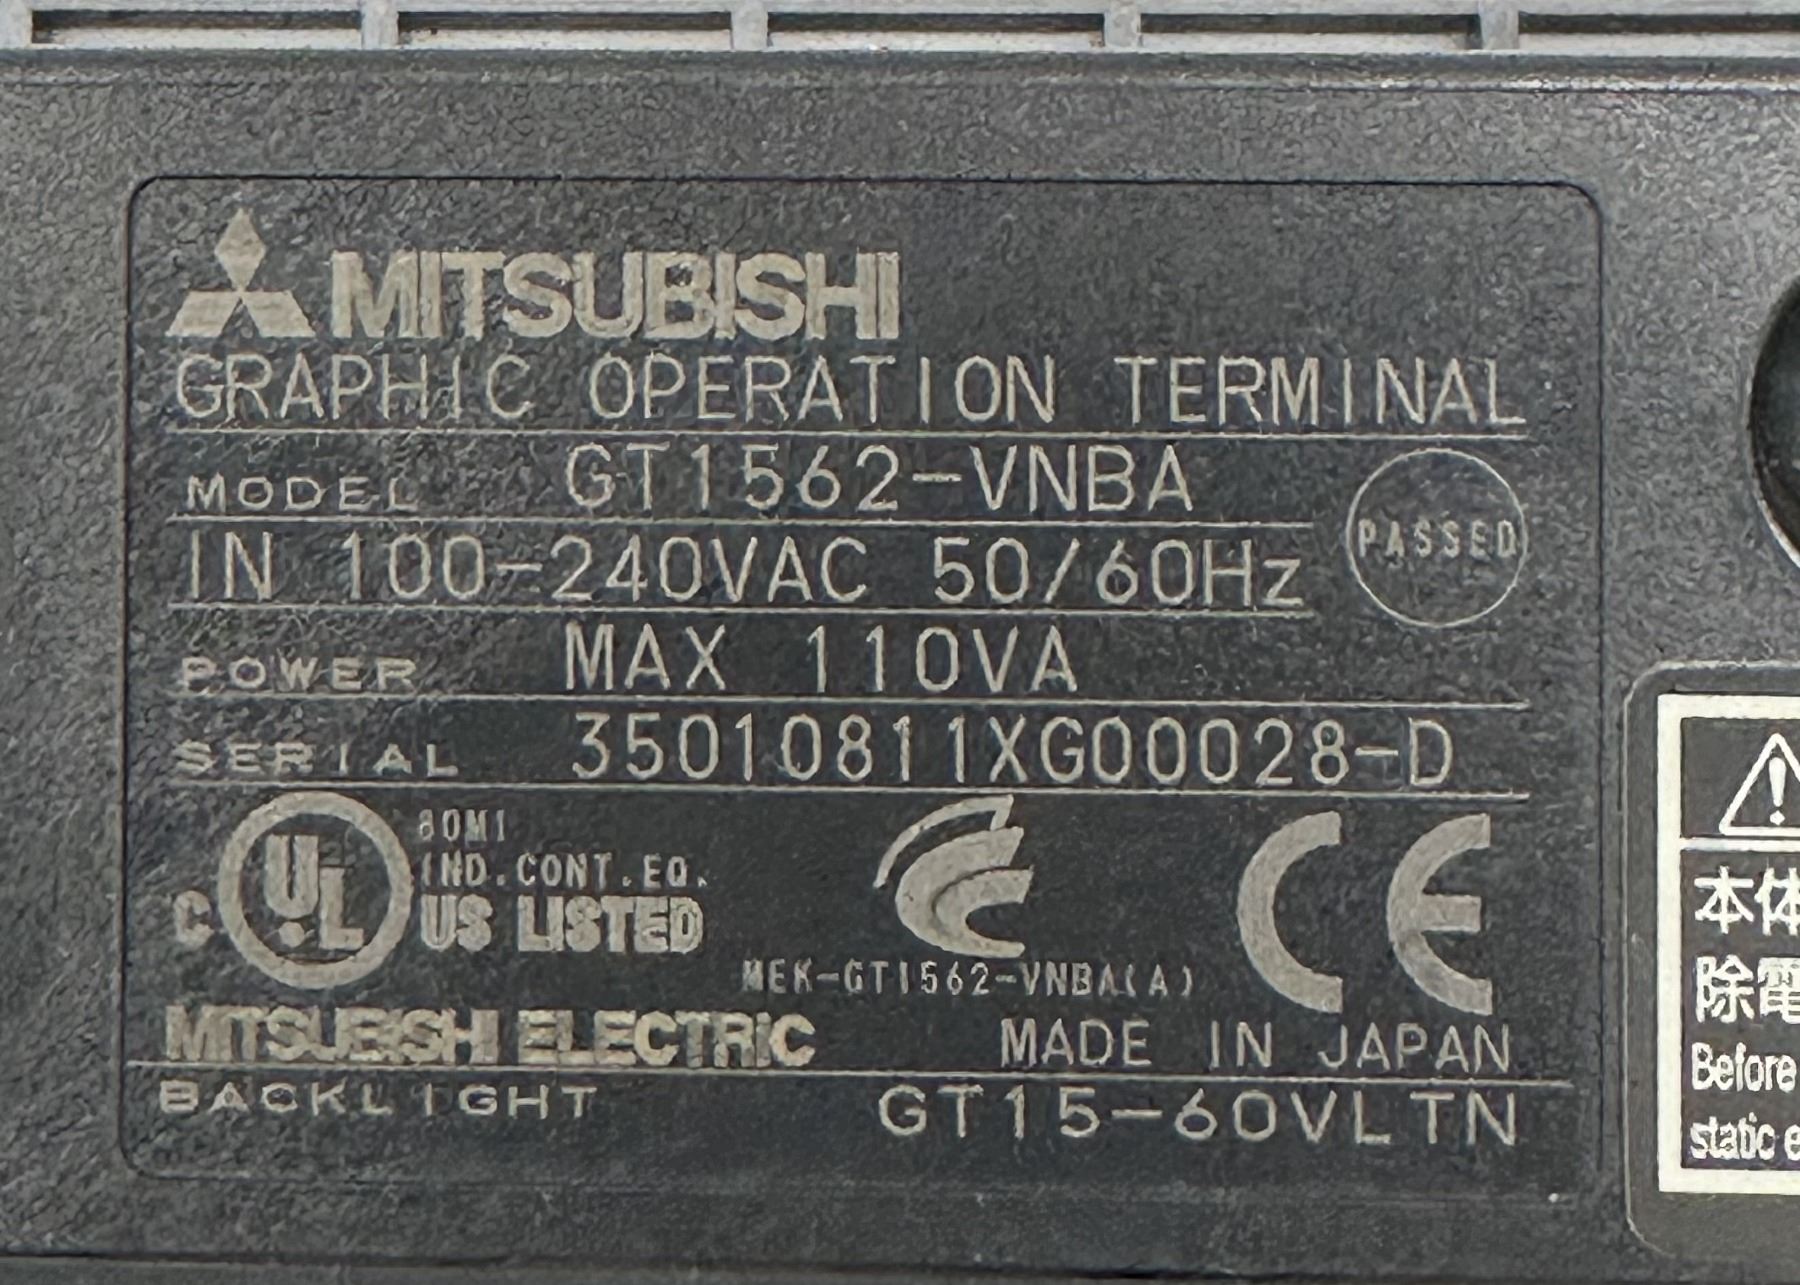 MITSUBISHI
GRAPHIC OPERATION TERMINAL
MODEL GT1562-VNBA
IN 100-240VAC 50/60Hz
PASSED
POWER MAX 110VA
SERIAL 35010811XG00028-D
80M1
IND.CONT.EQ.
C UL US LISTED
MEK-GT1562-VNBA(A)
CE
MITSUBISHI ELECTRIC MADE IN JAPAN
BACKLIGHT GT15-60VLTN
本体
除電
Before
static e